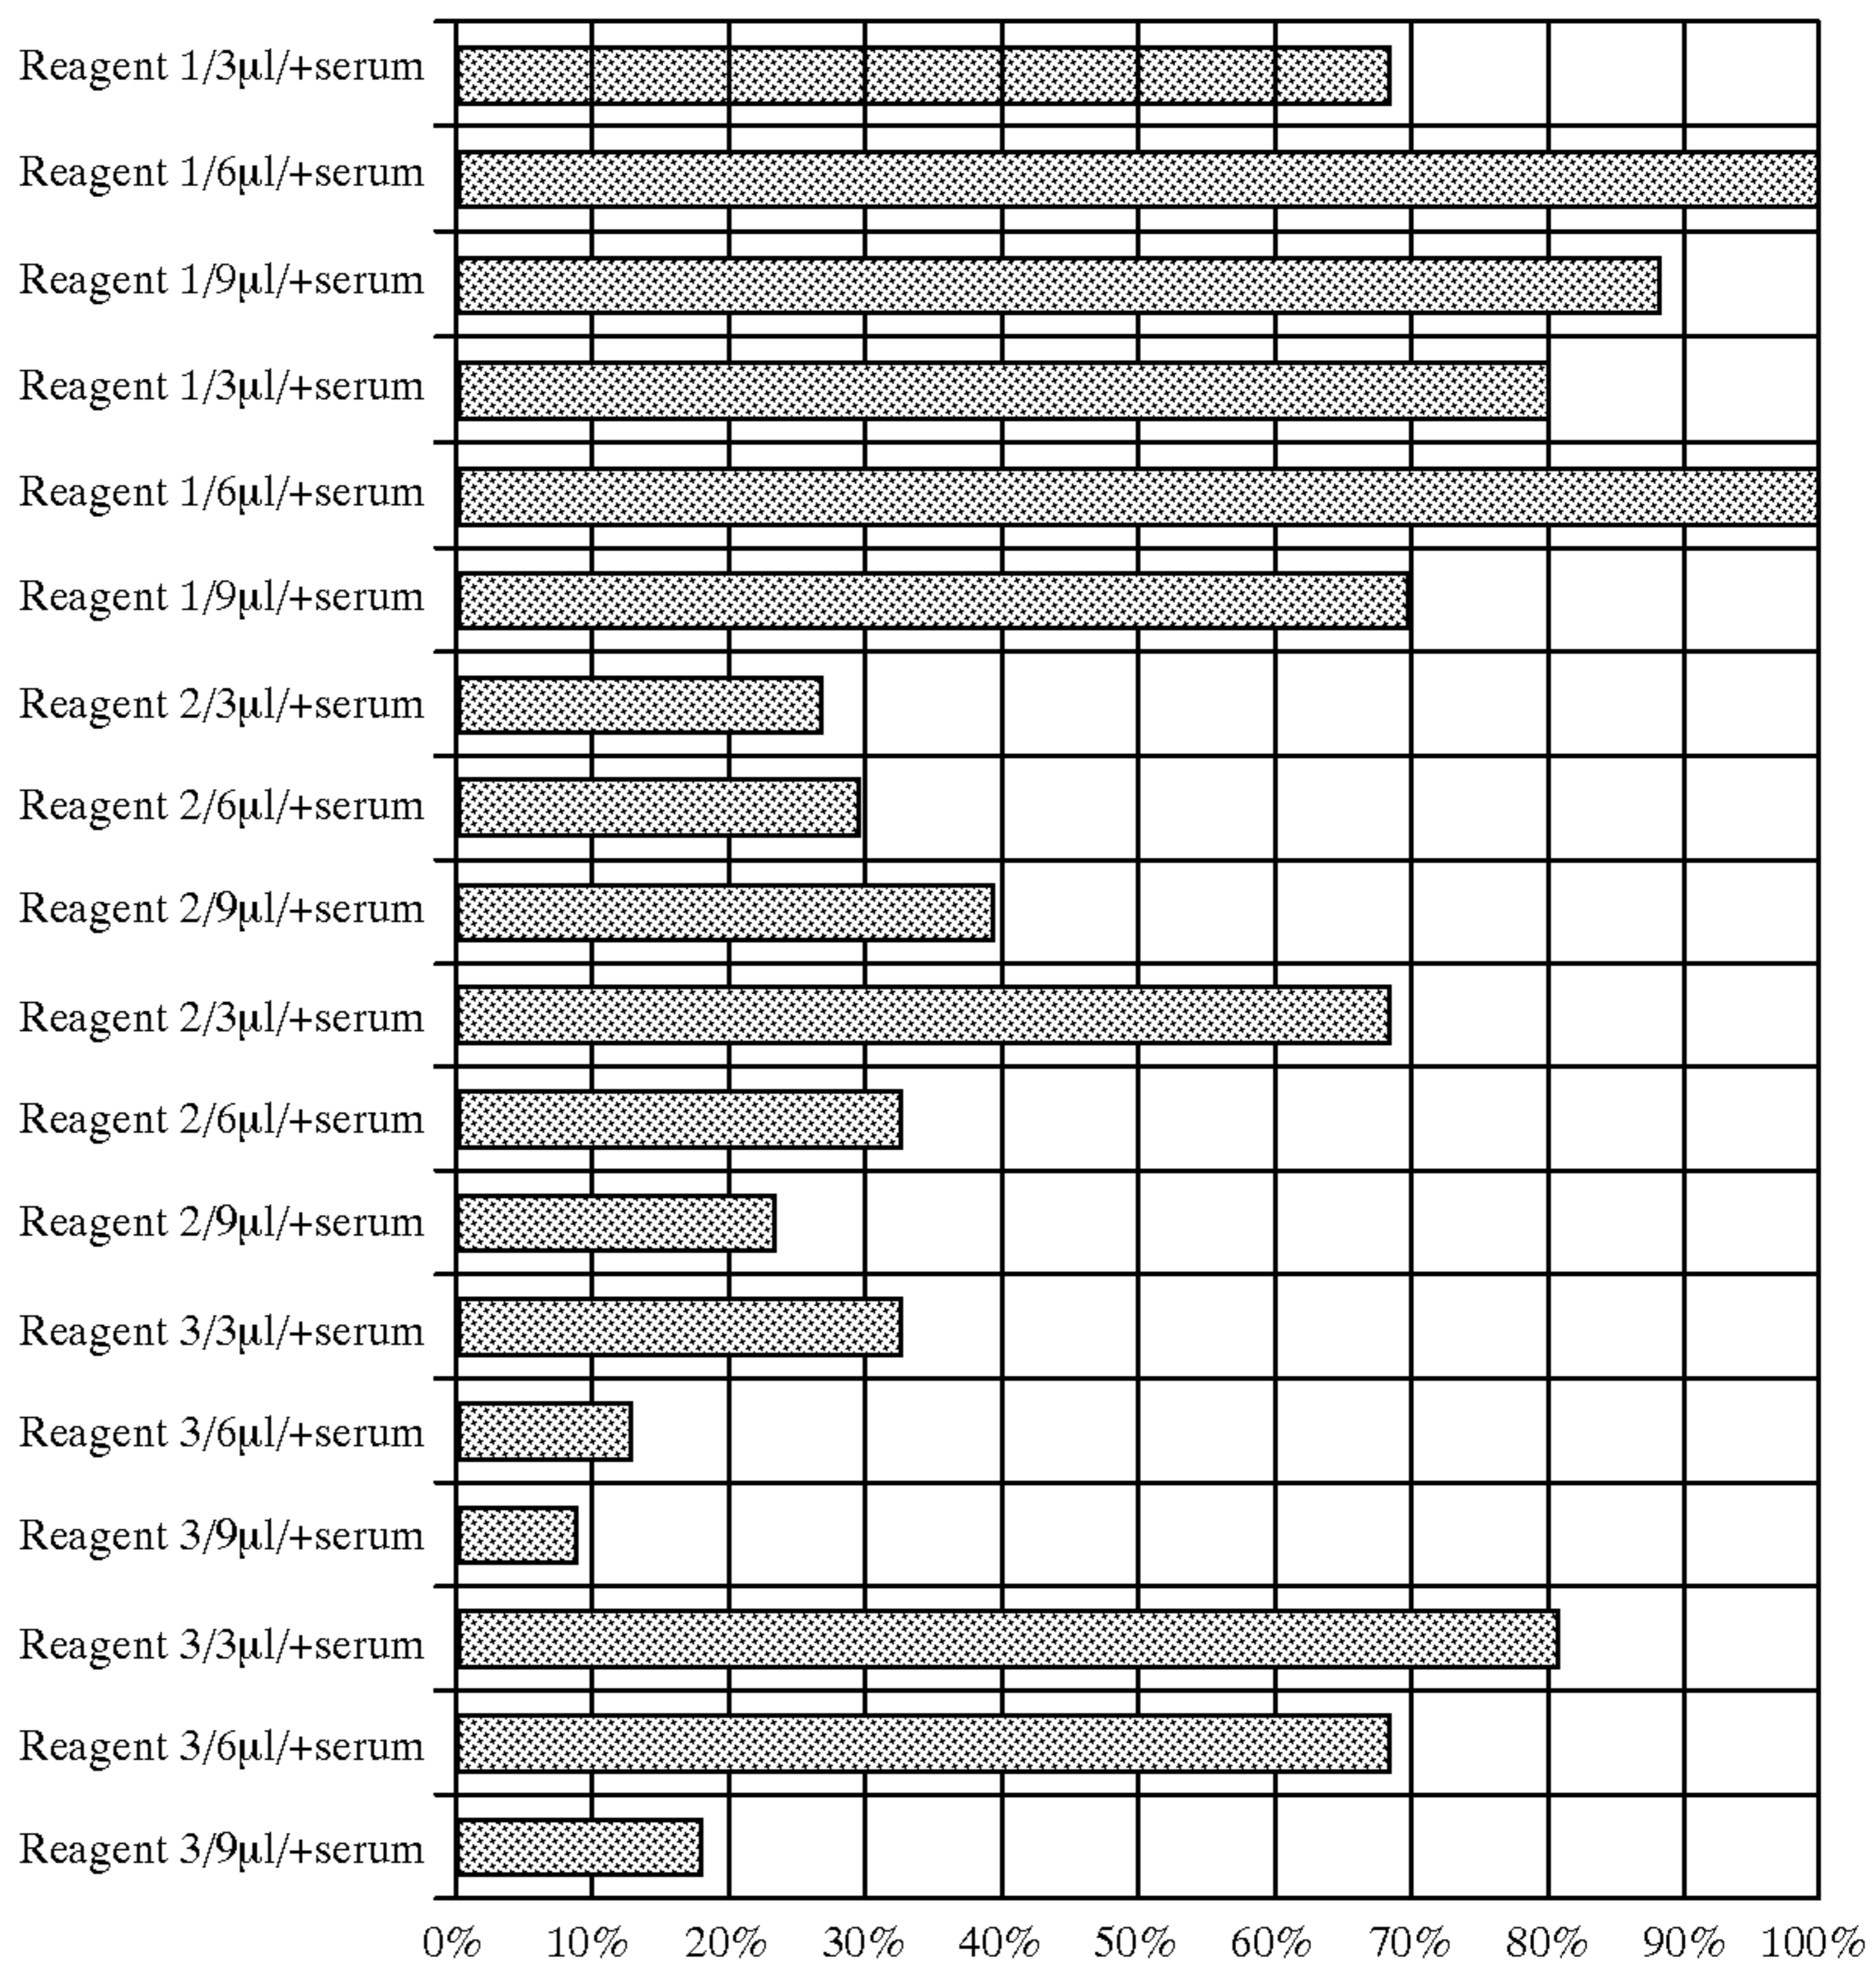 Reagent 1/3µl/+serum
Reagent 1/6µl/+serum
Reagent 1/9µl/+serum
Reagent 1/3µl/+serum
Reagent 1/6µl/+serum
Reagent 1/9µl/+serum
Reagent 2/3µl/+serum
Reagent 2/6µl/+serum
Reagent 2/9µl/+serum
Reagent 2/3µl/+serum
Reagent 2/6µl/+serum
Reagent 2/9µl/+serum
Reagent 3/3µl/+serum
Reagent 3/6µl/+serum
Reagent 3/9µl/+serum
Reagent 3/3µl/+serum
Reagent 3/6µl/+serum
Reagent 3/9µl/+serum
0% 10% 20% 30% 40% 50% 60% 70% 80% 90% 100%